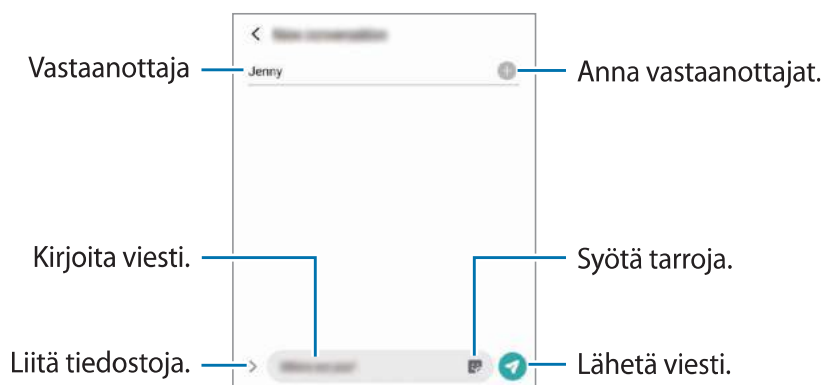 Vastaanottaja
Jenny
Anna vastaanottajat.
Kirjoita viesti.
Syötä tarroja.
Liitä tiedostoja.
Lähetä viesti.